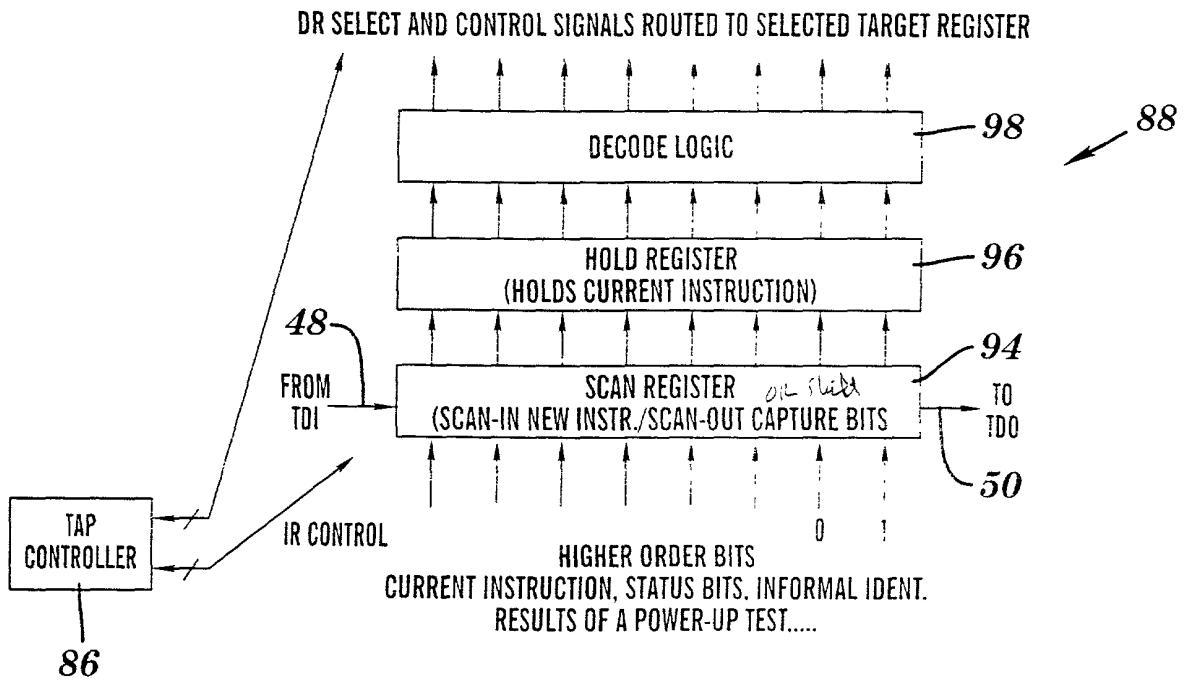 DR SELECT AND CONTROL SIGNALS ROUTED TO SELECTED TARGET REGISTER
DECODE LOGIC
98
88
HOLD REGISTER
(HOLDS CURRENT INSTRUCTION)
96
48
94
FROM
TDI
SCAN REGISTER
(SCAN-IN NEW INSTR./SCAN-OUT CAPTURE BITS
TO
TDO
50
TAP
CONTROLLER
IR CONTROL
0
1
HIGHER ORDER BITS
CURRENT INSTRUCTION, STATUS BITS. INFORMAL IDENT.
RESULTS OF A POWER-UP TEST.....
86